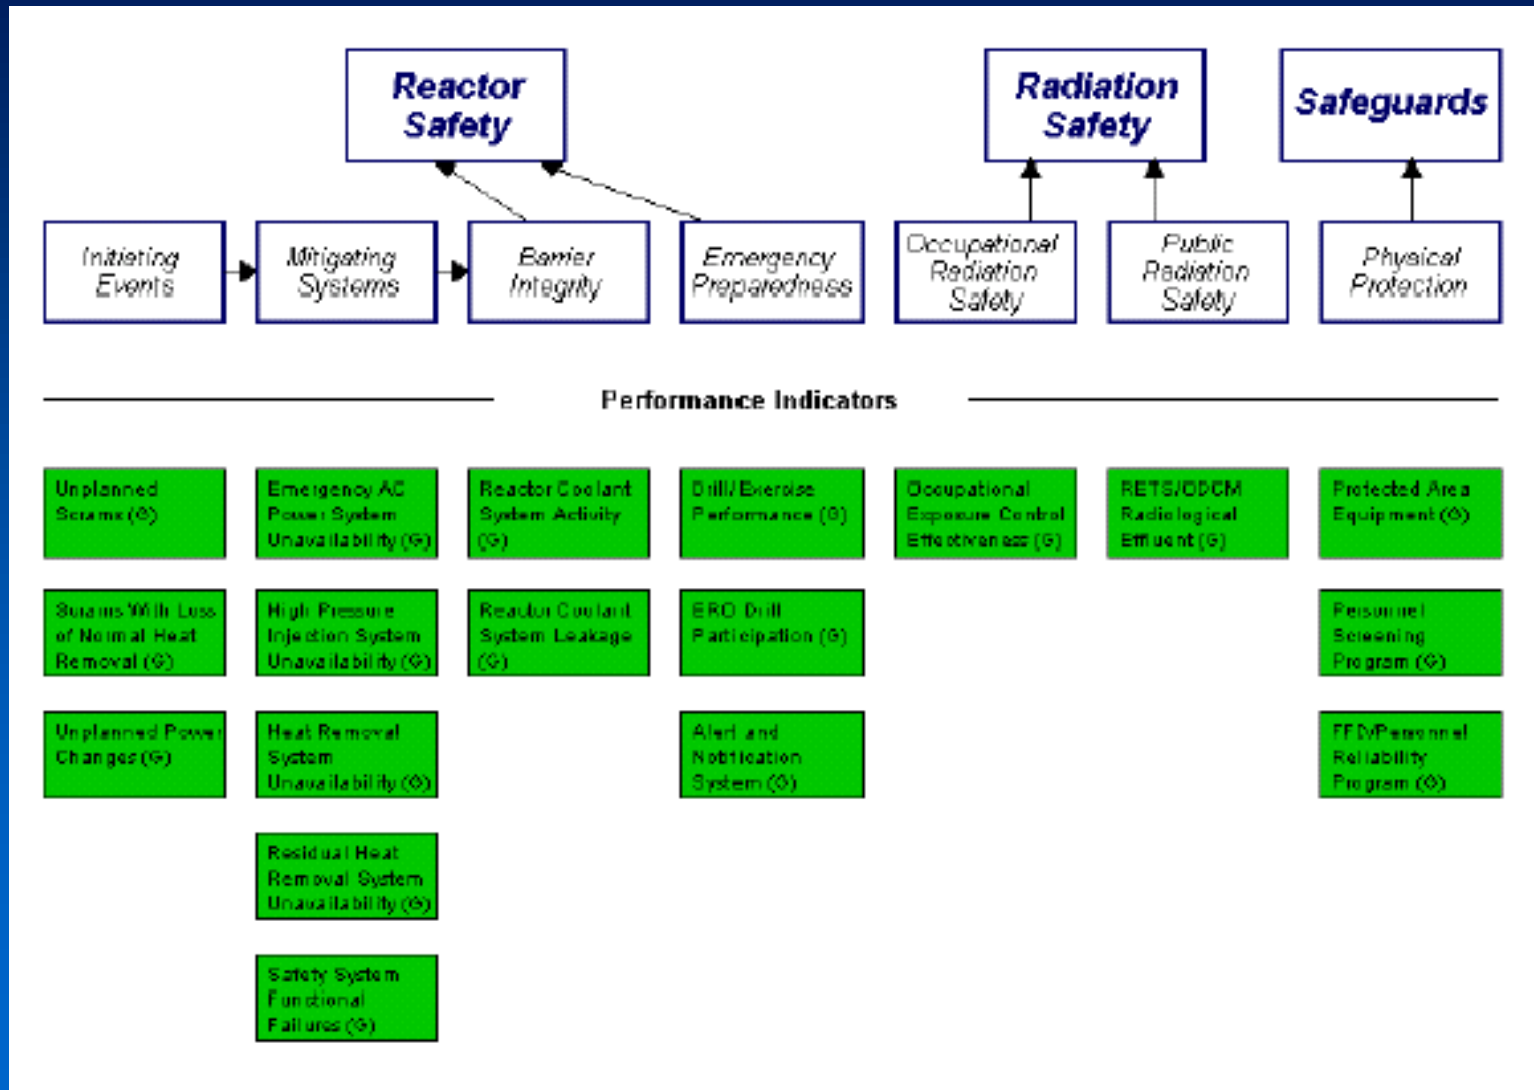 Reactor
Safety
Radiation
Safety
Safeguards
Initiating
Events
Mitigating
Systems
Barrier
Integrity
Emergency
Preparedness
Occupational
Radiation
Safety
Public
Radiation
Safety
Physical
Protection
Performance Indicators
Unplanned
Scrams (G)
Emergency AC
Power System
Unavailability (G)
Reactor Coolant
System Activity
(G)
Drill/Exercise
Performance (G)
Occupational
Exposure Control
Effectiveness (G)
RETS/ODCM
Radiological
Effluent (G)
Protected Area
Equipment (G)
Scrams With Loss
of Normal Heat
Removal (G)
High Pressure
Injection System
Unavailability (G)
Reactor Coolant
System Leakage
(G)
ERO Drill
Participation (G)
Personnel
Screening
Program (G)
Unplanned Power
Changes (G)
Heat Removal
System
Unavailability (G)
Alert and
Notification
System (G)
FFD/Personnel
Reliability
Program (G)
Residual Heat
Removal System
Unavailability (G)
Safety System
Functional
Failures (G)